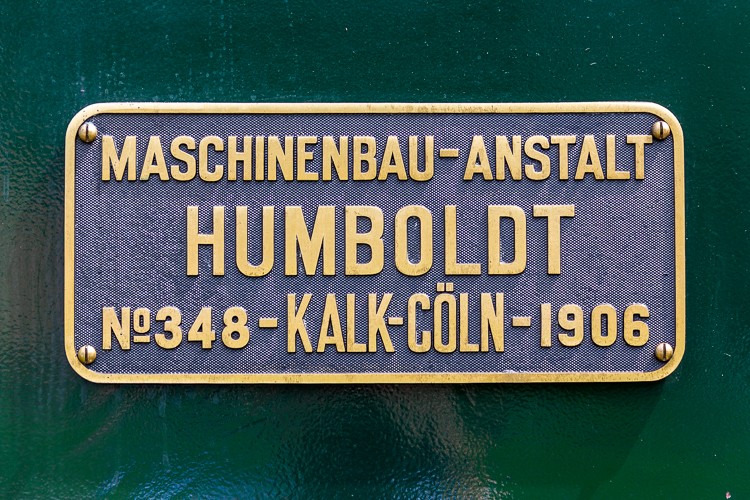 MASCHINENBAU-ANSTALT
HUMBOLDT
Nº348-KALK-CÖLN-1906